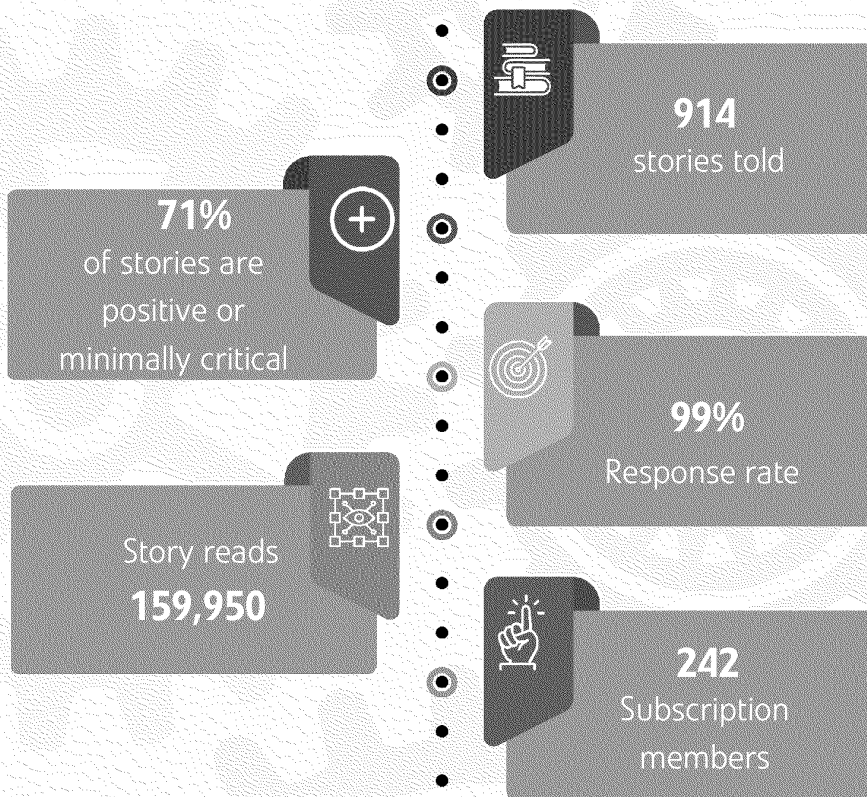 914
stories told
71%
of stories are
positive or
minimally critical
99%
Response rate
Story reads
159,950
242
Subscription
members